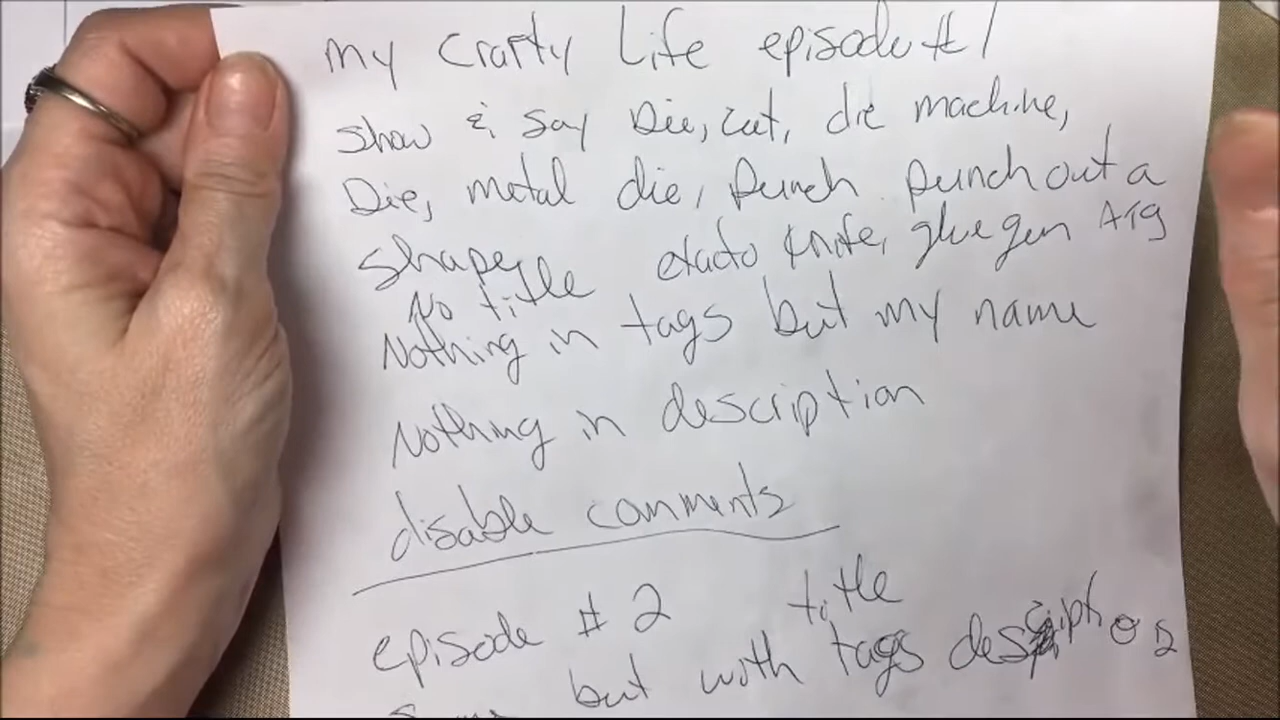 my crafty Life episode # 1
Show & Say Die, cut, die machine,
Die, metal die, Punch punch out a
shape exacto knife, glue gun ATG
No title
Nothing in tags but my name
Nothing in description
disable comments
episode # 2 title
but with tags